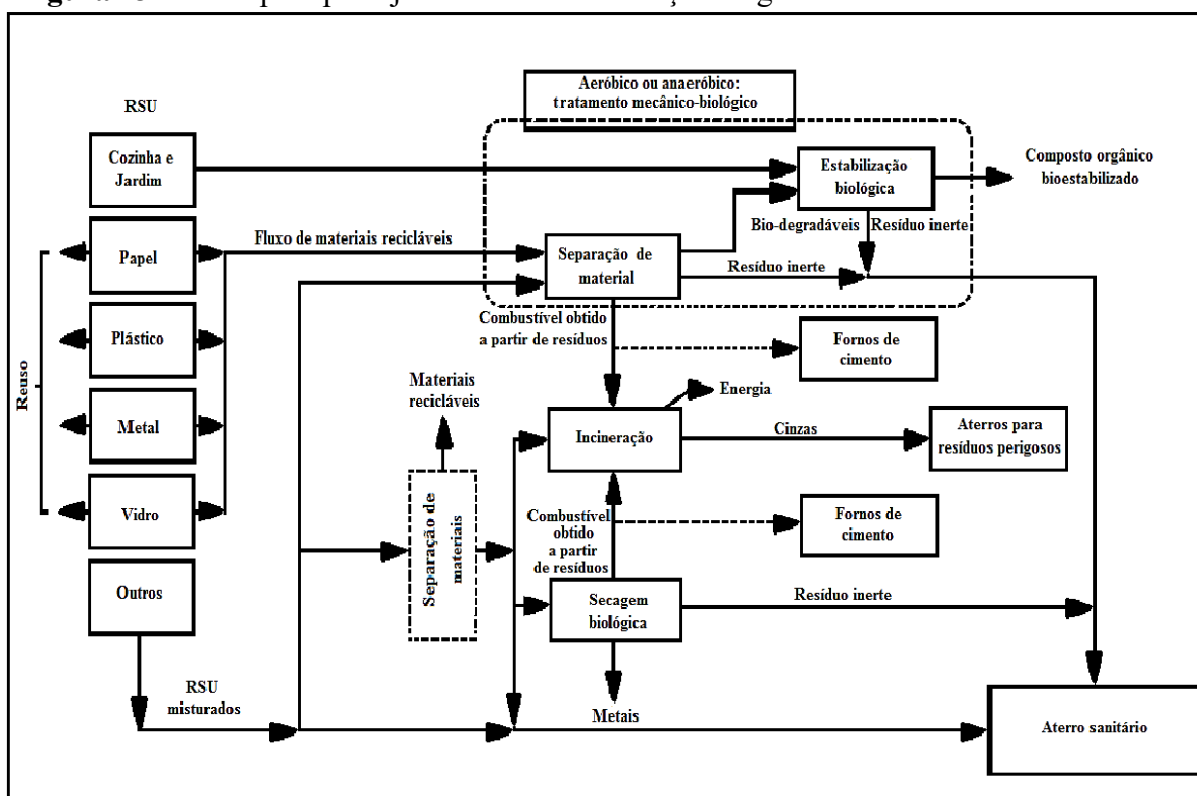 Aeróbico ou anaeróbico:
tratamento mecânico-biológico
RSU
Cozinha e
Jardim
Estabilização
biológica
Composto orgânico
bioestabilizado
Bio-degradáveis
Resíduo inerte
Papel
Fluxo de materiais recicláveis
Separação de
material
Resíduo inerte
Combustível obtido
a partir de resíduos
Plástico
Fornos de
cimento
Reuso
Materiais
recicláveis
Energia
Metal
Incineração
Cinzas
Aterros para
resíduos perigosos
Vidro
Separação de
materiais
Combustível
obtido
a partir
de resíduos
Fornos de
cimento
Outros
Secagem
biológica
Resíduo inerte
RSU
misturados
Metais
Aterro sanitário